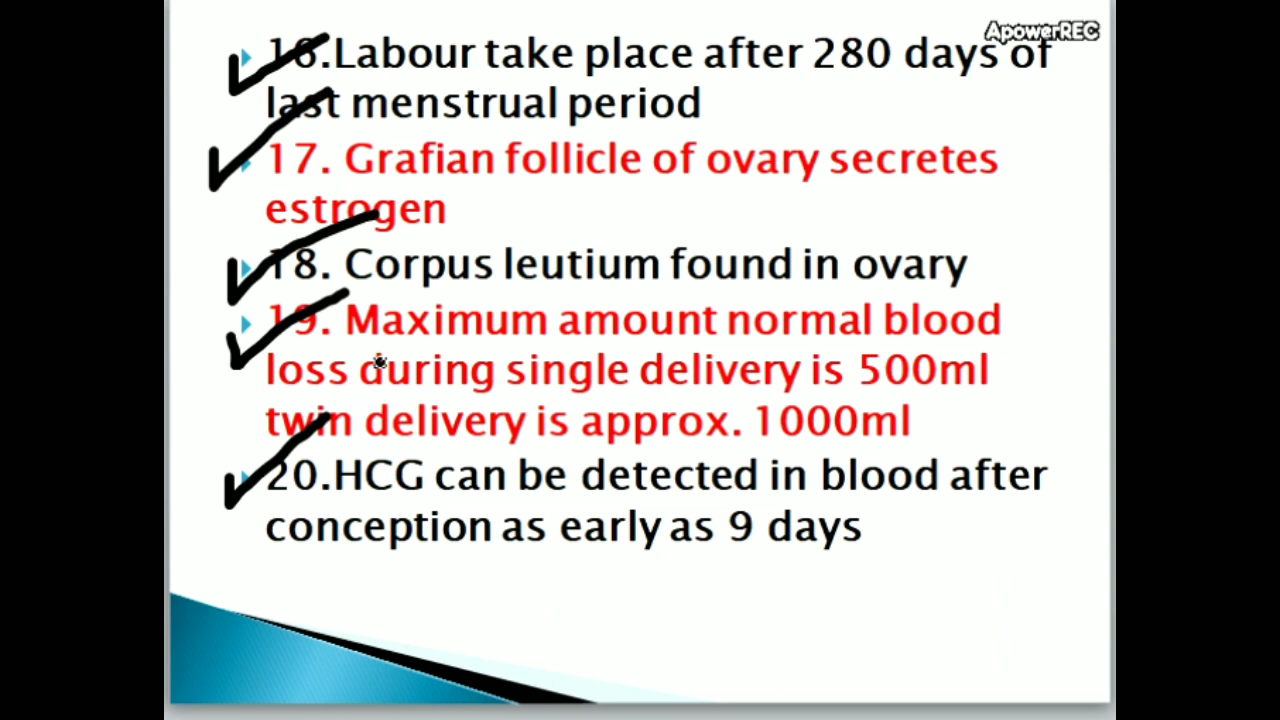 ApowerREC
16.Labour take place after 280 days of
last menstrual period
17. Grafian follicle of ovary secretes
estrogen
18. Corpus leutium found in ovary
19. Maximum amount normal blood
loss during single delivery is 500ml
twin delivery is approx. 1000ml
20.HCG can be detected in blood after
conception as early as 9 days